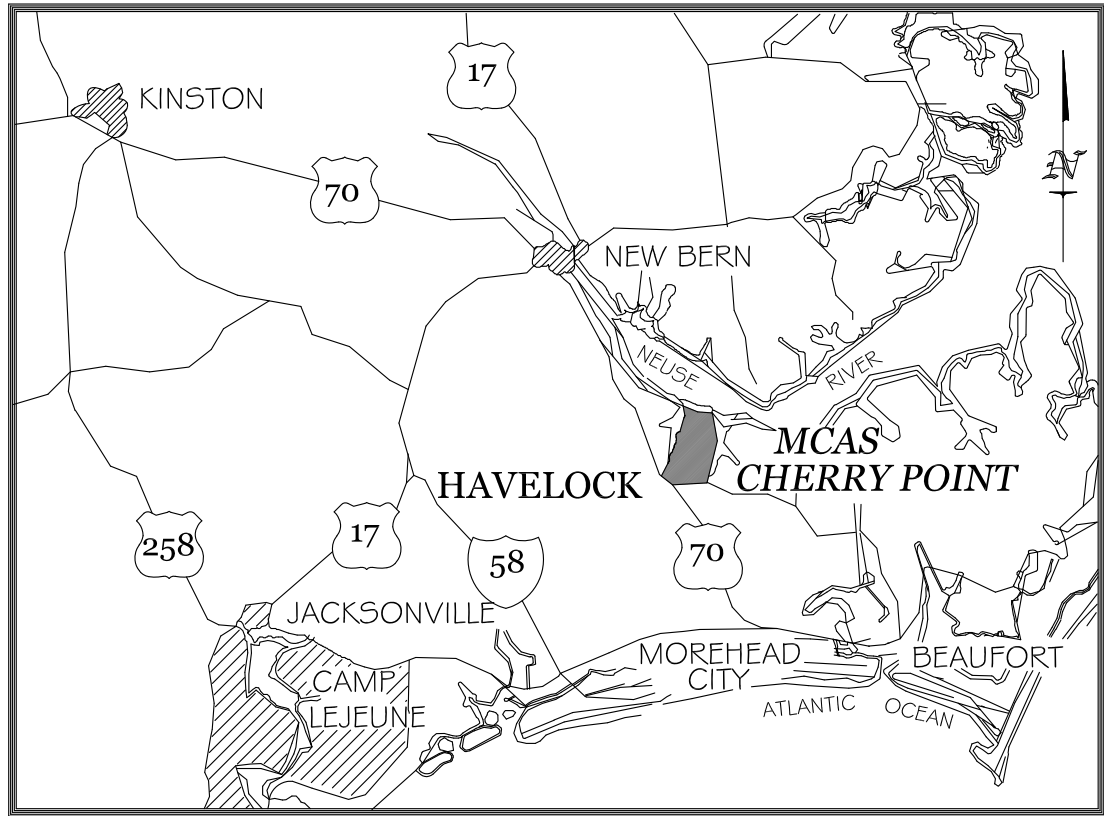 17
KINSTON
N
70
NEW BERN
NEUSE
RIVER
MCAS
CHERRY POINT
HAVELOCK
258
17
58
70
JACKSONVILLE
MOREHEAD
CITY
BEAUFORT
CAMP
LEJEUNE
ATLANTIC
OCEAN